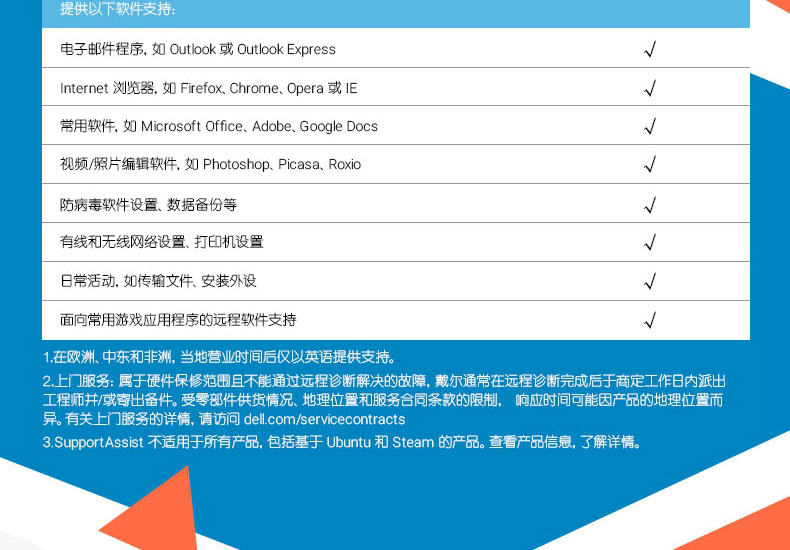 提供以下软件支持：
电子邮件程序, 如 Outlook 或 Outlook Express √
Internet 浏览器, 如 Firefox、Chrome、Opera 或 IE √
常用软件, 如 Microsoft Office、Adobe、Google Docs √
视频/照片编辑软件, 如 Photoshop、Picasa、Roxio √
防病毒软件设置、数据备份等 √
有线和无线网络设置、打印机设置 √
日常活动, 如传输文件、安装外设 √
面向常用游戏应用程序的远程软件支持 √
1.在欧洲、中东和非洲, 当地营业时间后仅以英语提供支持。
2.上门服务: 属于硬件保修范围且不能通过远程诊断解决的故障, 戴尔通常在远程诊断完成后于商定工作日内派出
工程师并/或寄出备件。受零部件供货情况、地理位置和服务合同条款的限制, 响应时间可能因产品的地理位置而
异。有关上门服务的详情, 请访问 dell.com/servicecontracts
3.SupportAssist 不适用于所有产品, 包括基于 Ubuntu 和 Steam 的产品。查看产品信息, 了解详情。